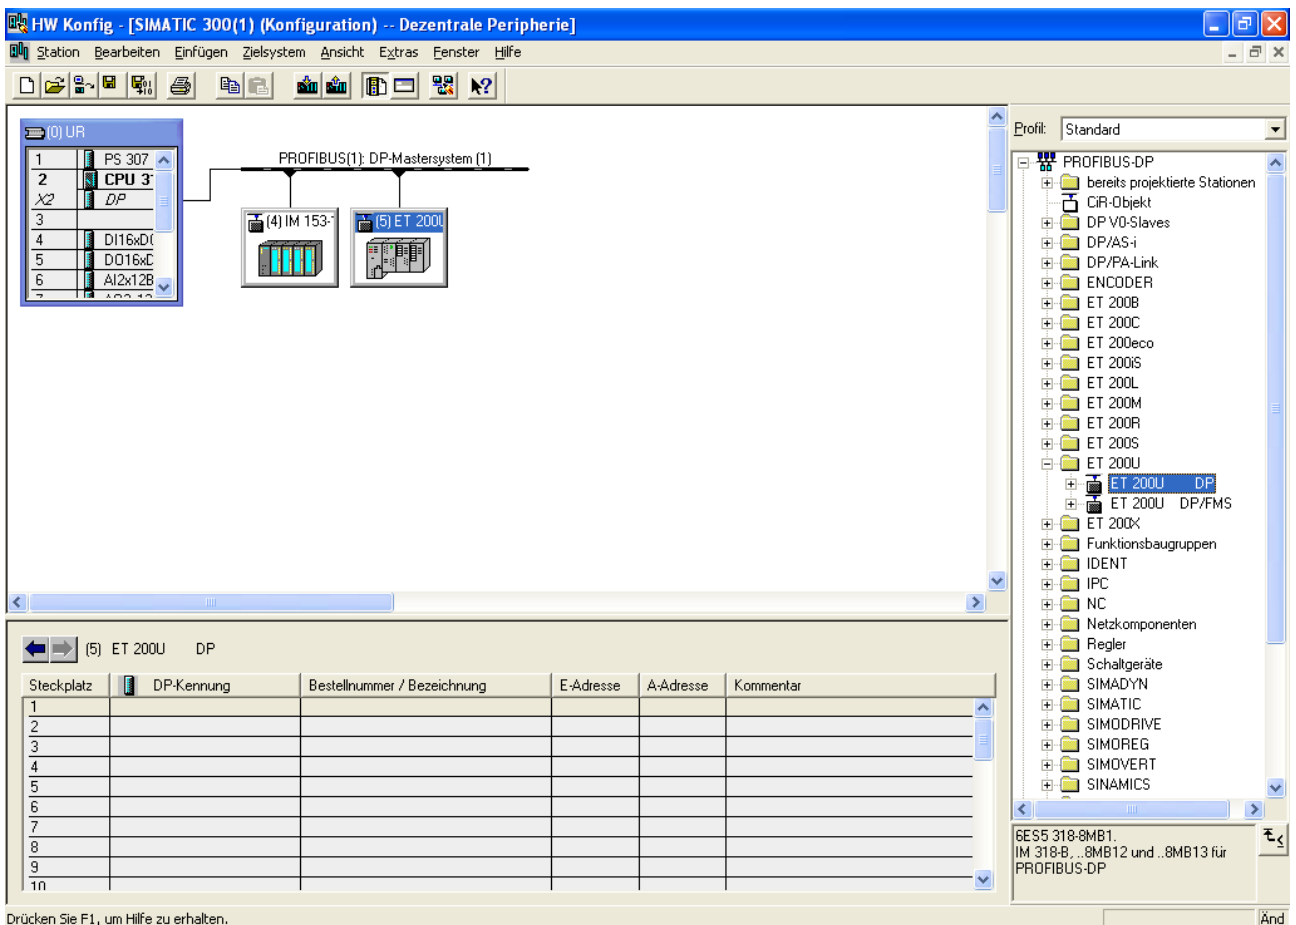 HW Konfig - [SIMATIC 300(1) (Konfiguration) -- Dezentrale Peripherie]
Station Bearbeiten Einfügen Zielsystem Ansicht Extras Fenster Hilfe
(0) UR
1 PS 307
2 CPU 3
X2 DP
3
4 DI16xD
5 DO16x
6 AI2x12B
7
PROFIBUS(1): DP-Mastersystem (1)
(4) IM 153-
(5) ET 200U
Profil: Standard
PROFIBUS-DP
bereits projektierte Stationen
CiR-Objekt
DP V0-Slaves
DP/AS-i
DP/PA-Link
ENCODER
ET 200B
ET 200C
ET 200eco
ET 200iS
ET 200L
ET 200M
ET 200R
ET 200S
ET 200U
ET 200U DP
ET 200U DP/FMS
ET 200X
Funktionsbaugruppen
IDENT
IPC
NC
Netzkomponenten
Regler
Schaltgeräte
SIMADYN
SIMATIC
SIMODRIVE
SIMOREG
SIMOVERT
SINAMICS
6ES5 318-8MB1.
IM 318-B, ..8MB12 und ..8MB13 für
PROFIBUS-DP
(5) ET 200U DP
Steckplatz DP-Kennung Bestellnummer / Bezeichnung E-Adresse A-Adresse Kommentar
1
2
3
4
5
6
7
8
9
10
Drücken Sie F1, um Hilfe zu erhalten.
Änd